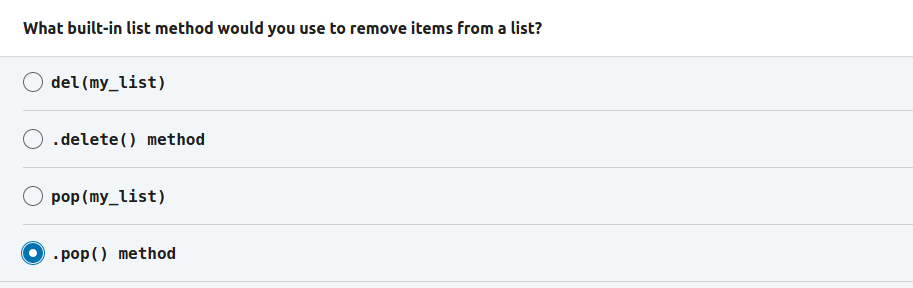 What built-in list method would you use to remove items from a list?
del(my_list)
.delete() method
pop(my_list)
.pop() method